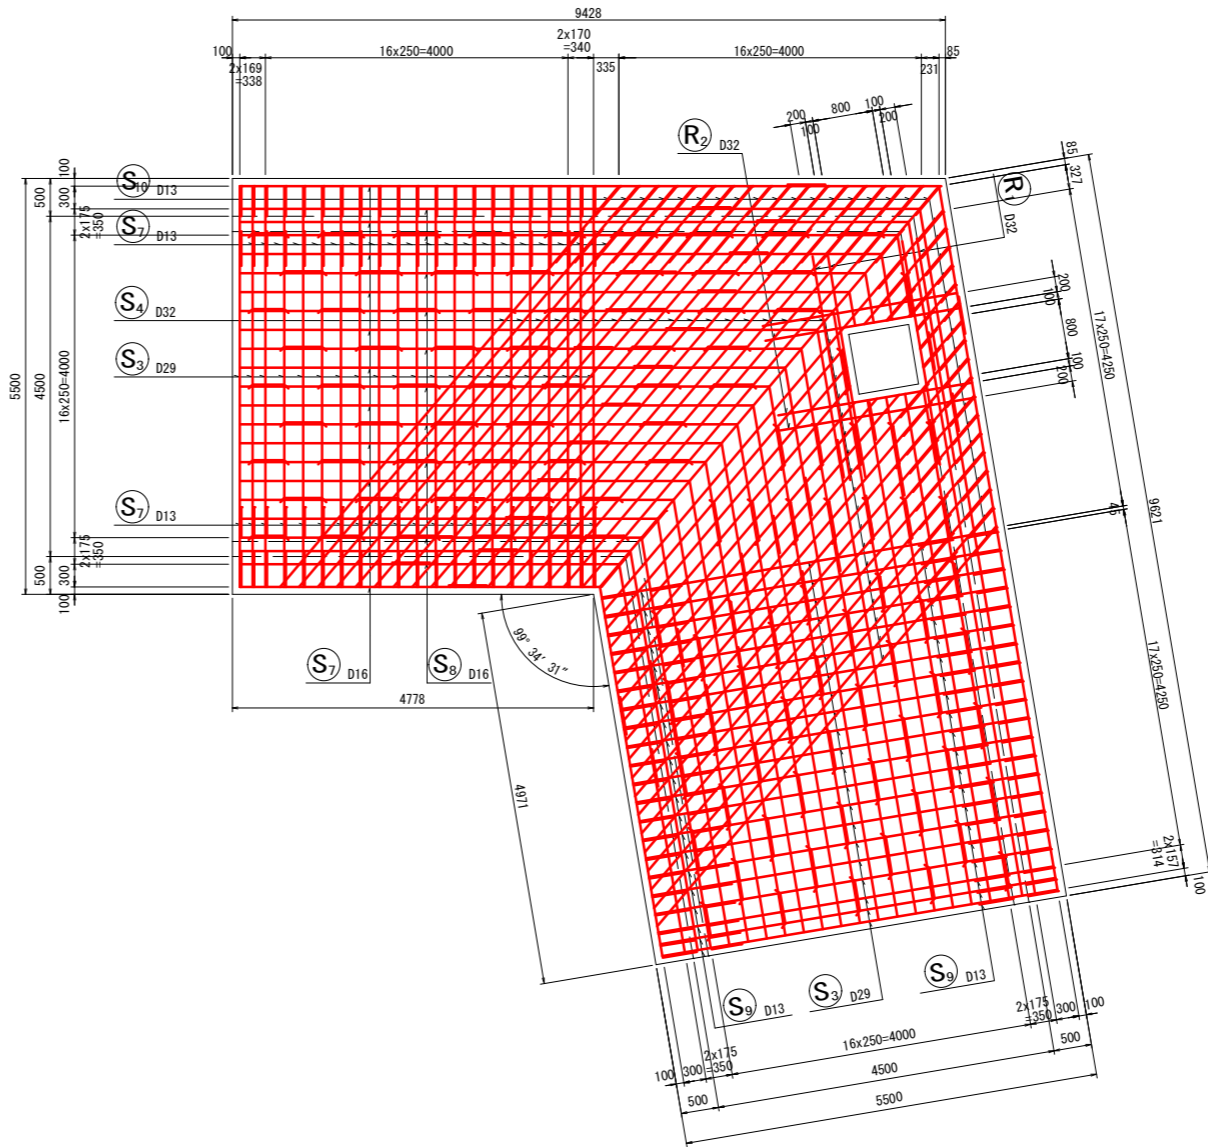 9428
100
16x250=4000
2x170
=340
335
16x250=4000
85
2x169
=338
231
200
100
800
100
200
R2 D32
85
327
R1 D32
S10 D13
S7 D13
S4 D32
S3 D29
S7 D13
100
500
300
2x175
=350
5500
4500
16x250=4000
2x175
=350
500
300
100
200
100
800
100
200
17x250=4250
45
9621
17x250=4250
2x157
=314
100
S7 D16
S8 D16
99° 34′ 31″
4778
4971
S9 D13
S3 D29
S9 D13
100
300
2x175
=350
16x250=4000
2x175
=350
300
100
500
4500
500
5500